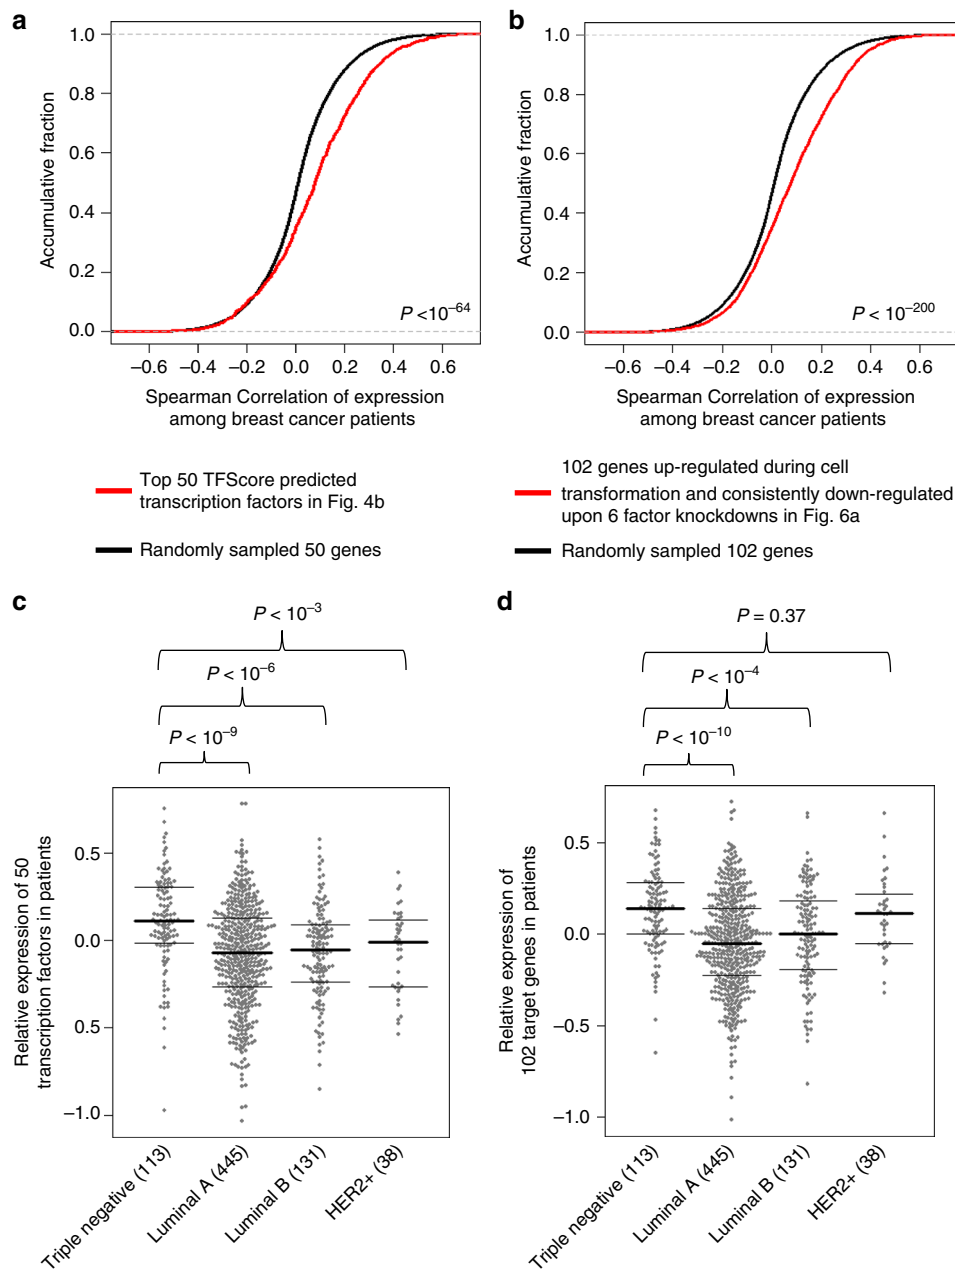 a
1.0
0.8
0.6
0.4
0.2
0.0
Accumulative fraction
P <10–64
–0.6 –0.4 –0.2 0.0 0.2 0.4 0.6
Spearman Correlation of expression
among breast cancer patients
Top 50 TFScore predicted
transcription factors in Fig. 4b
Randomly sampled 50 genes
b
1.0
0.8
0.6
0.4
0.2
0.0
Accumulative fraction
P < 10–200
–0.6 –0.4 –0.2 0.0 0.2 0.4 0.6
Spearman Correlation of expression
among breast cancer patients
102 genes up-regulated during cell
transformation and consistently down-regulated
upon 6 factor knockdowns in Fig. 6a
Randomly sampled 102 genes
c
P < 10–3
P < 10–6
P < 10–9
0.5
0.0
0.5
–1.0
Relative expression of 50
transcription factors in patients
Triple negative (113)
Luminal A (445)
Luminal B (131)
HER2+ (38)
d
P = 0.37
P < 10–4
P < 10–10
0.5
0.0
–0.5
–1.0
Relative expression of
102 target genes in patients
Triple negative (113)
Luminal A (445)
Luminal B (131)
HER2+ (38)